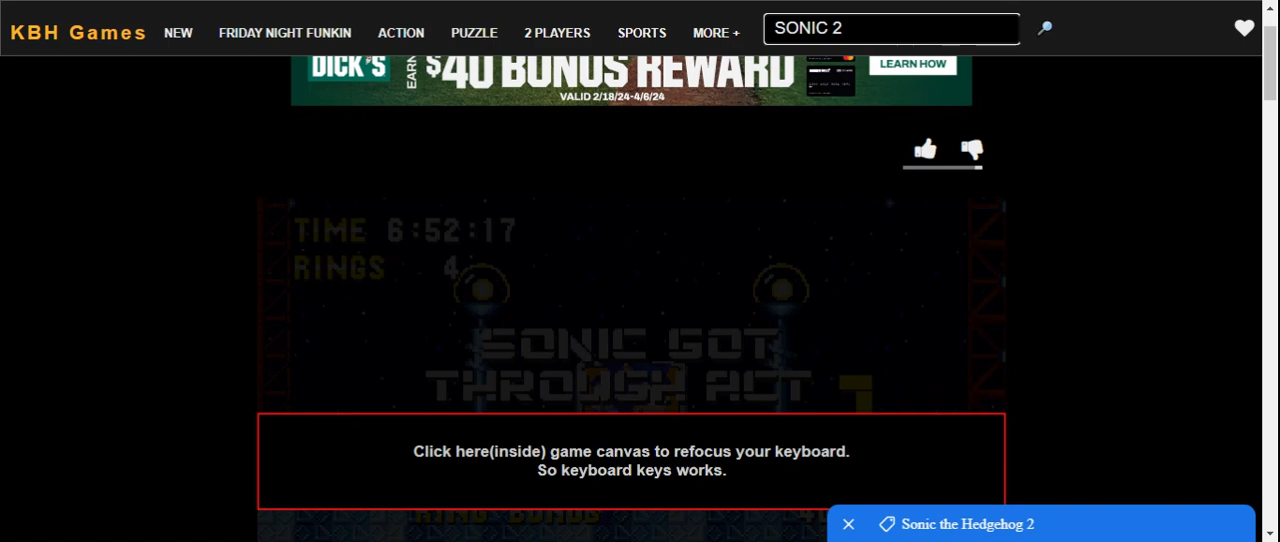 KBH Games NEW FRIDAY NIGHT FUNKIN ACTION PUZZLE 2 PLAYERS SPORTS MORE + SONIC 2
DICK'S EARN $40 BONUS REWARD LEARN HOW
VALID 2/18/24-4/6/24
TIME 6:52:17
RINGS 4
SONIC GOT
THROUGH ACT
Click here(inside) game canvas to refocus your keyboard.
So keyboard keys works.
RING BONUS
Sonic the Hedgehog 2